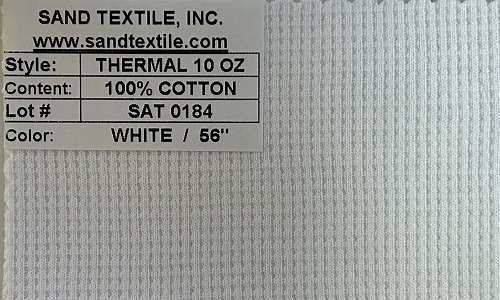 SAND TEXTILE, INC.
www.sandtextile.com
Style: THERMAL 10 OZ
Content: 100% COTTON
Lot # SAT 0184
Color: WHITE / 56"